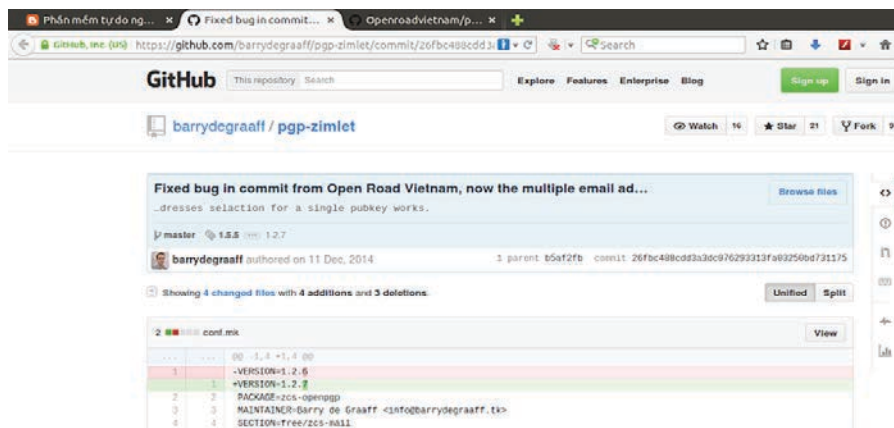 Phần mềm tự do ng... × Fixed bug in commit... × Openroadvietnam/p... ×
GitHub, Inc. (US) https://github.com/barrydegraaff/pgp-zimlet/commit/26fbc488cdd3a Search
GitHub This repository Search Explore Features Enterprise Blog Sign up Sign in
barrydegraaff / pgp-zimlet Watch 16 Star 21 Fork 9
Fixed bug in commit from Open Road Vietnam, now the multiple email ad... Browse files
…dresses selaction for a single pubkey works.
master 1.5.5 ... 1.2.7
barrydegraaff authored on 11 Dec, 2014 1 parent b5af2fb commit 26fbc488cdd3a3dc076293313fa03250bd731175
Showing 4 changed files with 4 additions and 3 deletions. Unified Split
2 conf.mk View
... ... @@ -1,4 +1,4 @@
1 -VERSION=1.2.6
1 +VERSION=1.2.7
2 2 PACKAGE=zcs-openpgp
3 3 MAINTAINER=Barry de Graaff <info@barrydegraaff.tk>
4 4 SECTION=free/zcs-mail